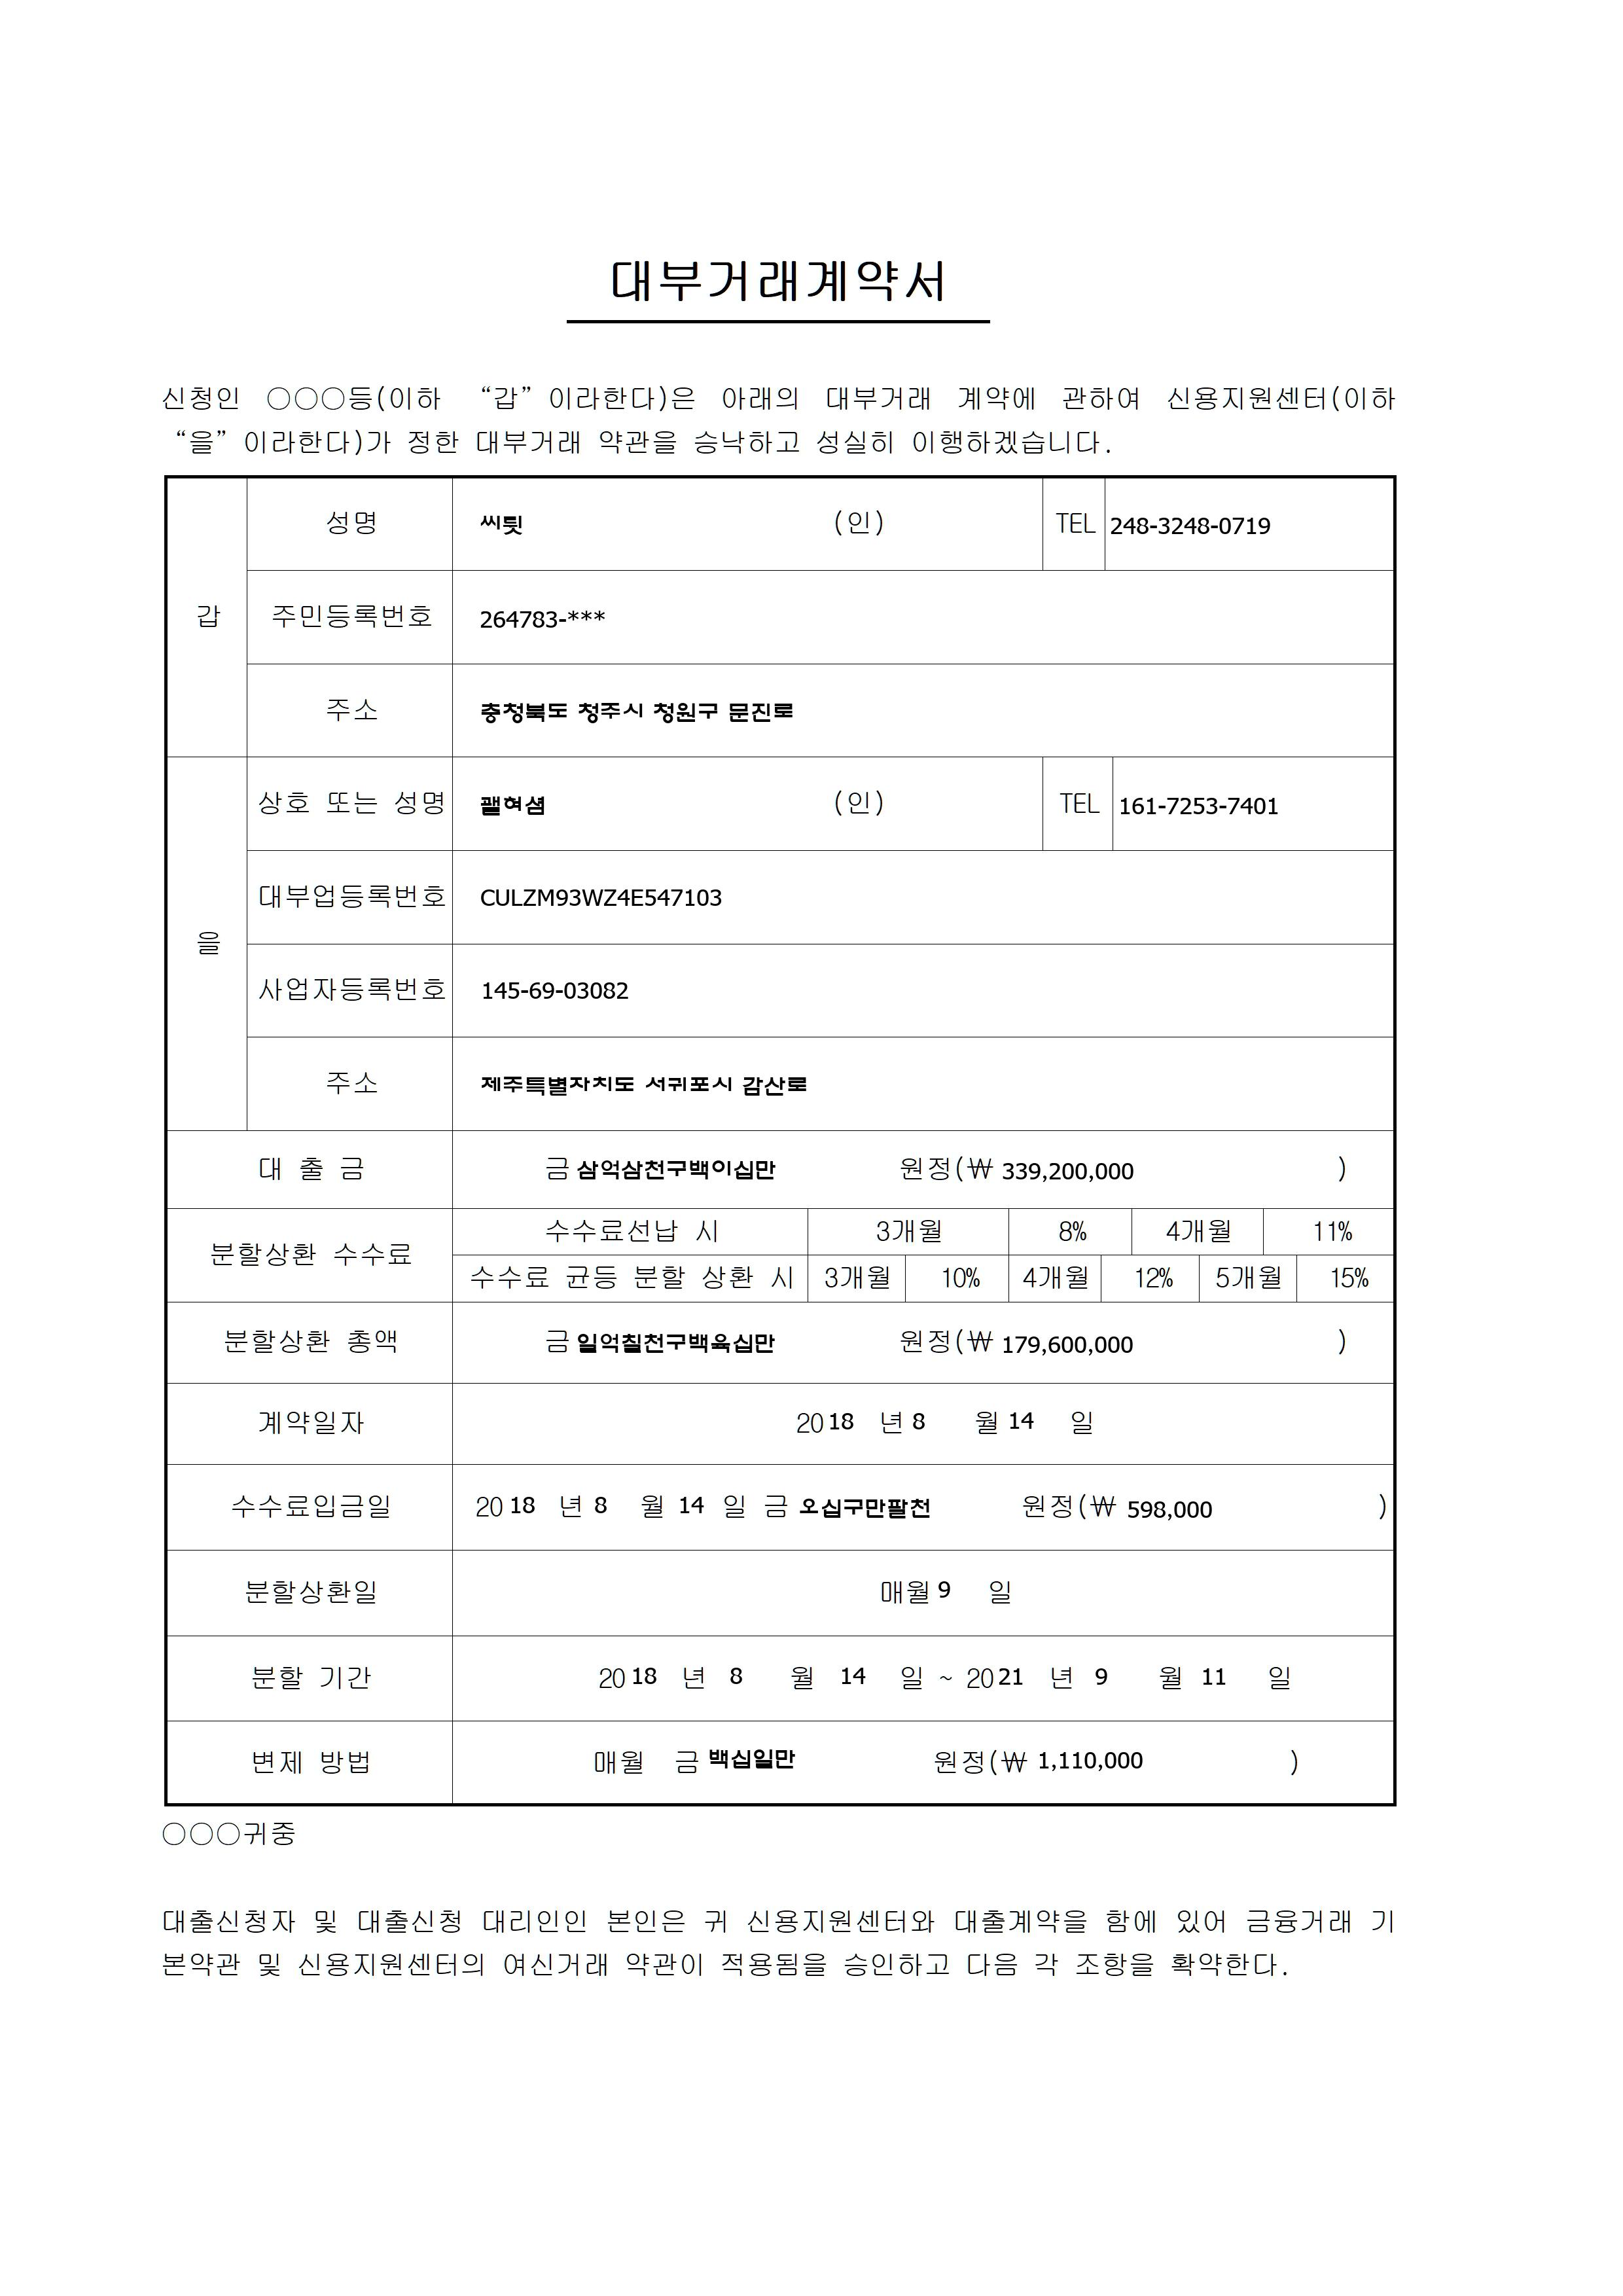 대부거래계약서
신청인 ○○○등(이하 “갑”이라한다)은 아래의 대부거래 계약에 관하여 신용지원센터(이하
“을”이라한다)가 정한 대부거래 약관을 승낙하고 성실히 이행하겠습니다.
갑
성명 씨튓 (인) TEL 248-3248-0719
주민등록번호 264783-***
주소 충청북도 청주시 청원구 문진로
을
상호 또는 성명 괠혀셤 (인) TEL 161-7253-7401
대부업등록번호 CULZM93WZ4E547103
사업자등록번호 145-69-03082
주소 제주특별자치도 서귀포시 감산로
대 출 금 금 삼억삼천구백이십만 원정(₩ 339,200,000 )
분할상환 수수료
수수료선납 시 3개월 8% 4개월 11%
수수료 균등 분할 상환 시 3개월 10% 4개월 12% 5개월 15%
분할상환 총액 금 일억칠천구백육십만 원정(₩ 179,600,000 )
계약일자 2018 년 8 월 14 일
수수료입금일 2018 년 8 월 14 일 금 오십구만팔천 원정(₩ 598,000 )
분할상환일 매월 9 일
분할 기간 2018 년 8 월 14 일 ~ 2021 년 9 월 11 일
변제 방법 매월 금 백십일만 원정(₩ 1,110,000 )
○○○귀중
대출신청자 및 대출신청 대리인인 본인은 귀 신용지원센터와 대출계약을 함에 있어 금융거래 기
본약관 및 신용지원센터의 여신거래 약관이 적용됨을 승인하고 다음 각 조항을 확약한다.